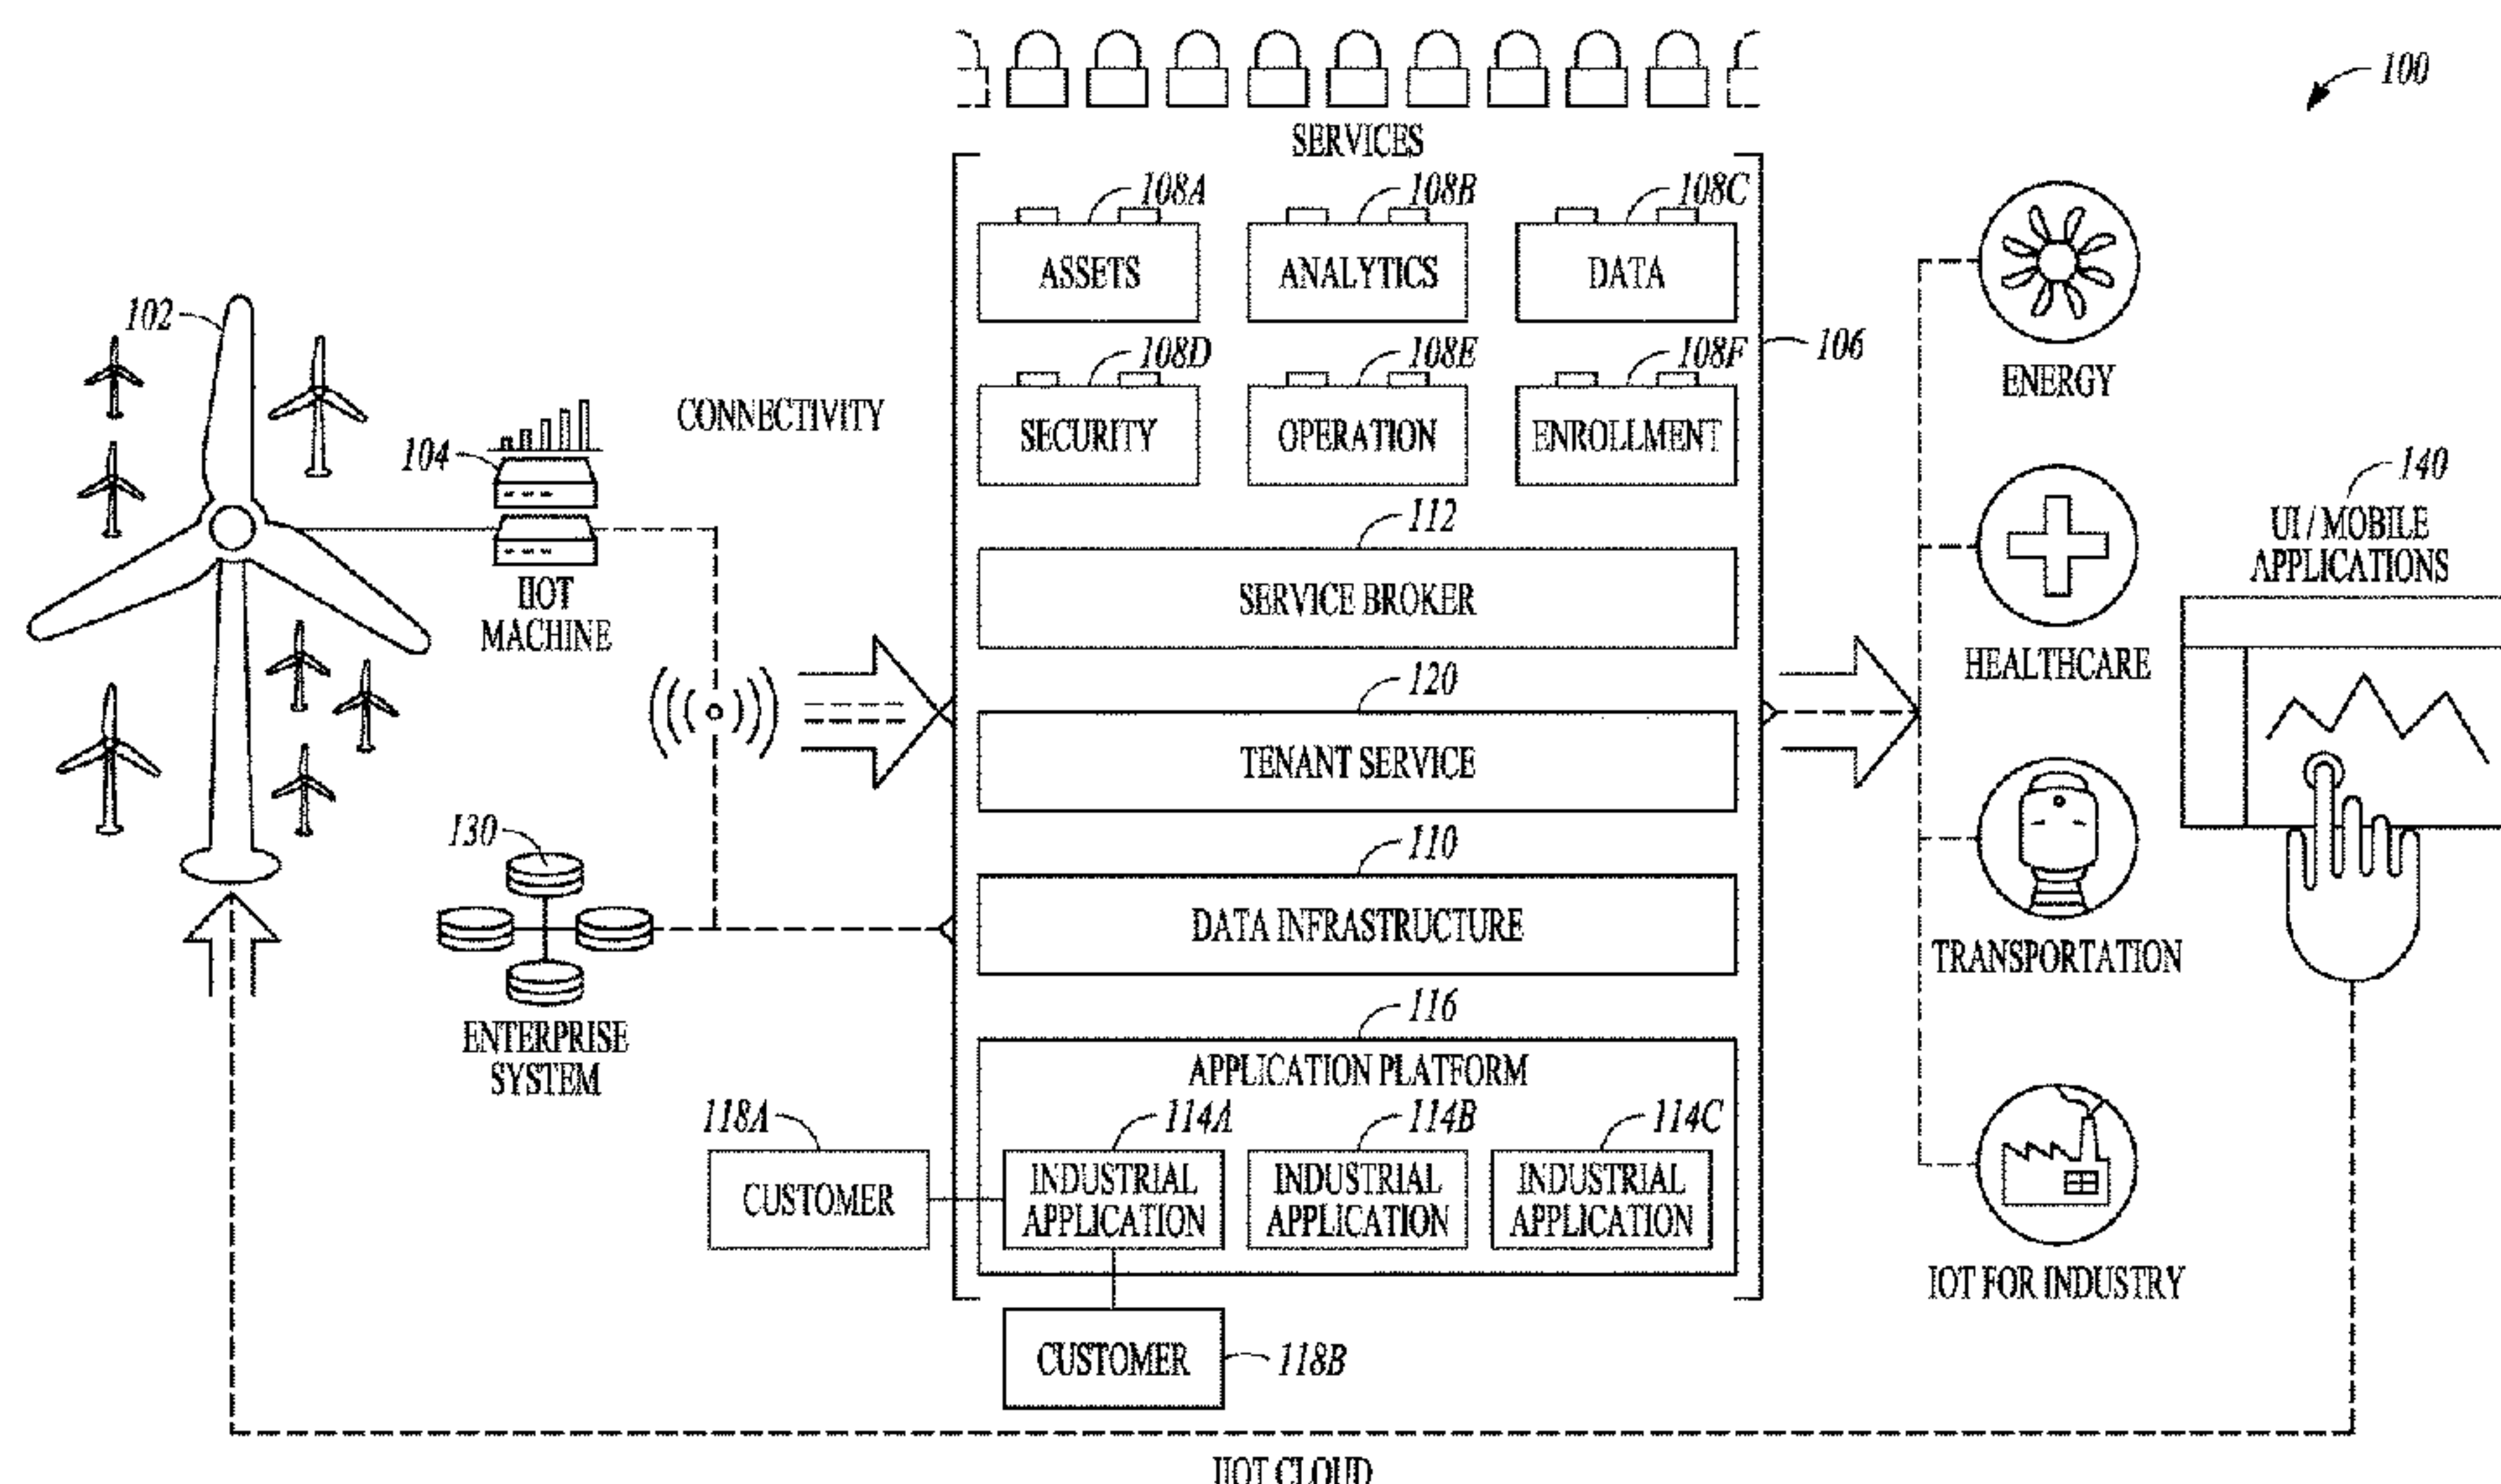 100
SERVICES
108A
108B
108C
ASSETS
ANALYTICS
DATA
102
106
108D
108E
108F
ENERGY
CONNECTIVITY
104
SECURITY
OPERATION
ENROLLMENT
140
112
UI / MOBILE
APPLICATIONS
IIOT
MACHINE
SERVICE BROKER
HEALTHCARE
120
TENANT SERVICE
130
110
DATA INFRASTRUCTURE
TRANSPORTATION
116
ENTERPRISE
SYSTEM
APPLICATION PLATFORM
118A
114A
114B
114C
CUSTOMER
INDUSTRIAL
APPLICATION
INDUSTRIAL
APPLICATION
INDUSTRIAL
APPLICATION
IOT FOR INDUSTRY
CUSTOMER
118B
IIOT CLOUD